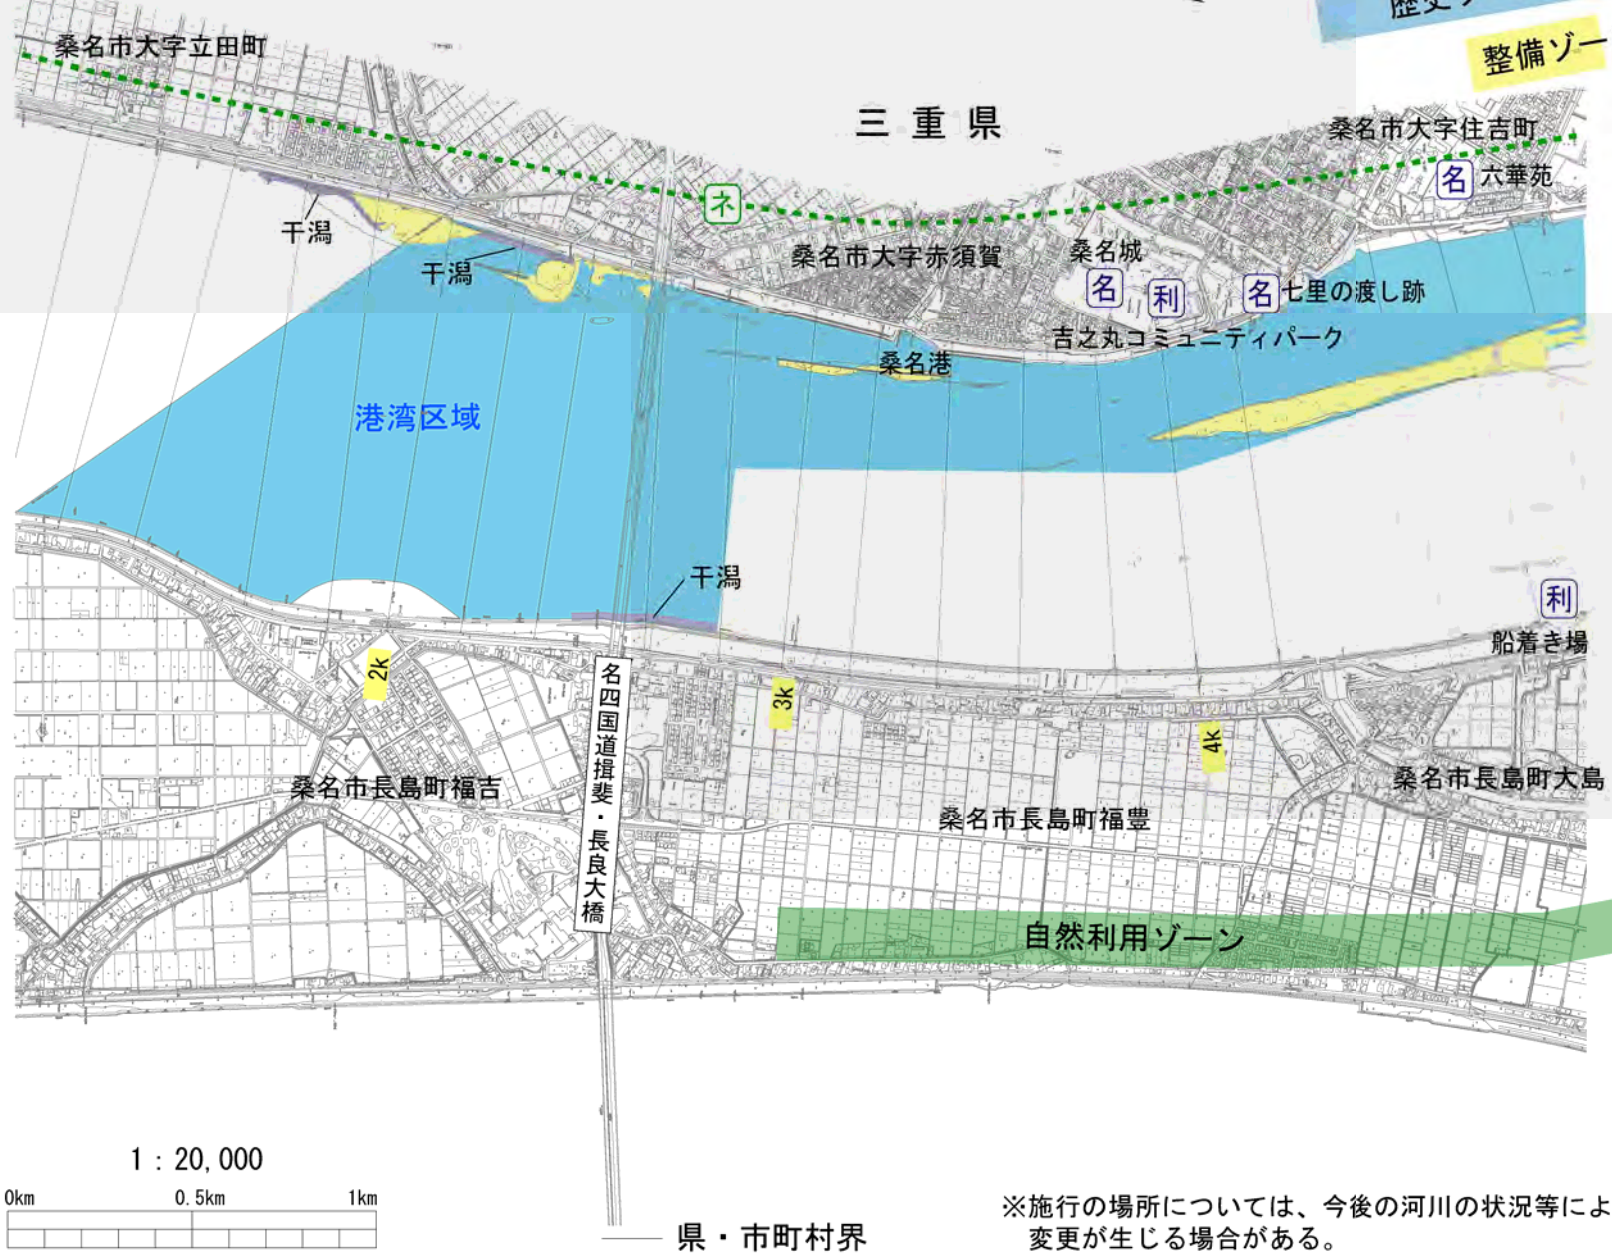 歴史
整備ゾー
桑名市大字立田町
三重県
桑名市大字住吉町
名 六華苑
ネ
干潟
干潟
桑名市大字赤須賀
桑名城
名
利
名 七里の渡し跡
吉之丸コミュニティパーク
桑名港
港湾区域
干潟
利
船着き場
2k
3k
4k
名四国道揖斐・長良大橋
桑名市長島町福吉
桑名市長島町福豊
桑名市長島町大島
自然利用ゾーン
1:20,000
0km 0.5km 1km
県・市町村界
※施行の場所については、今後の河川の状況等によ
変更が生じる場合がある。